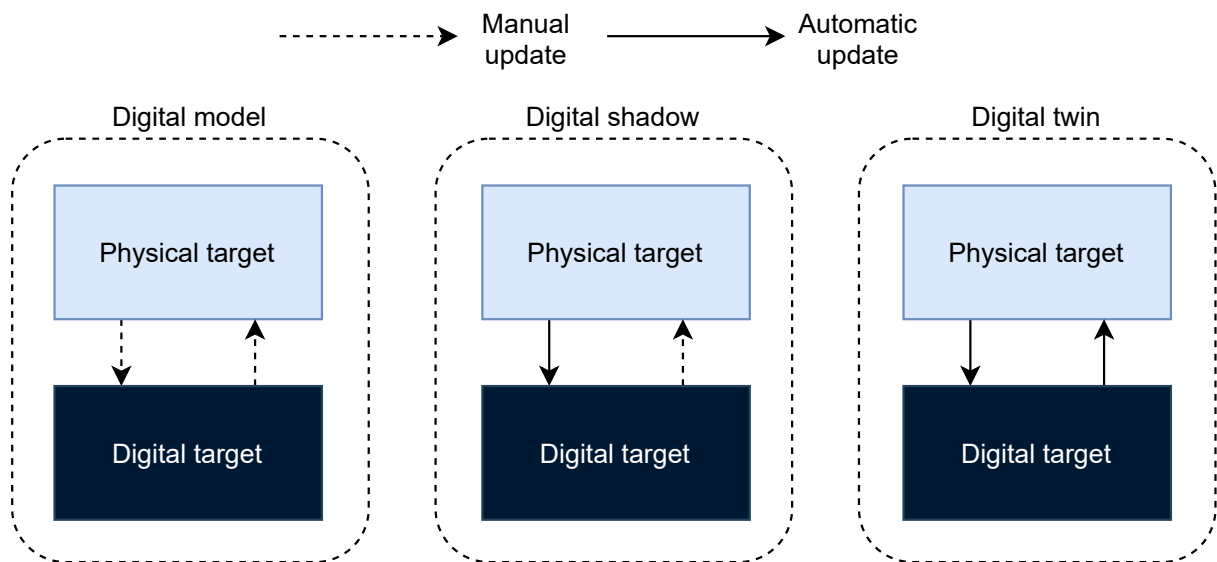 Manual
update
Automatic
update
Digital model
Digital shadow
Digital twin
Physical target
Physical target
Physical target
Digital target
Digital target
Digital target